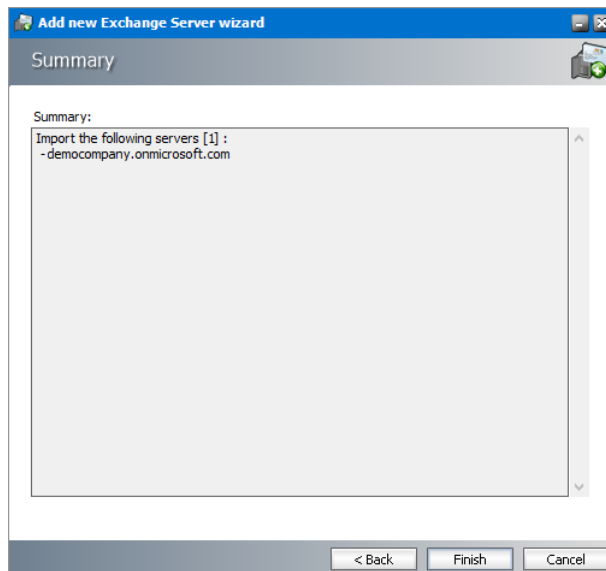 Add new Exchange Server wizard
Summary
Summary:
Import the following servers [1] :
-democompany.onmicrosoft.com
< Back
Finish
Cancel